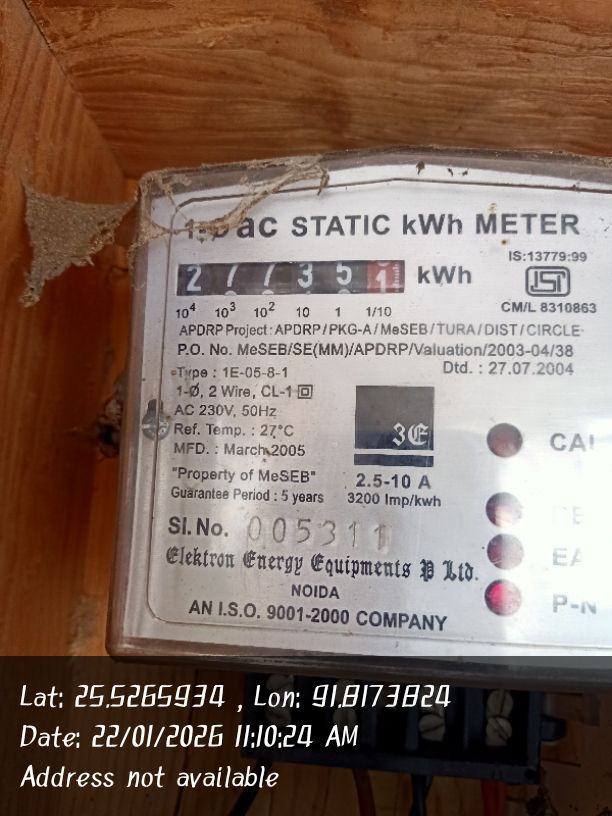 1-Ø ac STATIC kWh METER
IS:13779:99
277351 kWh
10⁴ 10³ 10² 10 1 1/10
CM/L 8310863
APDRP Project : APDRP / PKG-A / MeSEB / TURA / DIST / CIRCLE
P.O. No. MeSEB/SE(MM)/APDRP/Valuation/2003-04/38
Dtd. : 27.07.2004
Type : 1E-05-8-1
1-Ø, 2 Wire, CL-1
AC 230V, 50Hz
Ref. Temp. : 27°C
MFD. : March 2005
3E
"Property of MeSEB"
Guarantee Period : 5 years
2.5-10 A
3200 Imp/kwh
CAL
EA
P-N
Sl. No. 005311
Elektron Energy Equipments P Ltd.
NOIDA
AN I.S.O. 9001-2000 COMPANY
Lat: 25.5265934 , Lon: 91.8173824
Date: 22/01/2026 11:10:24 AM
Address not available